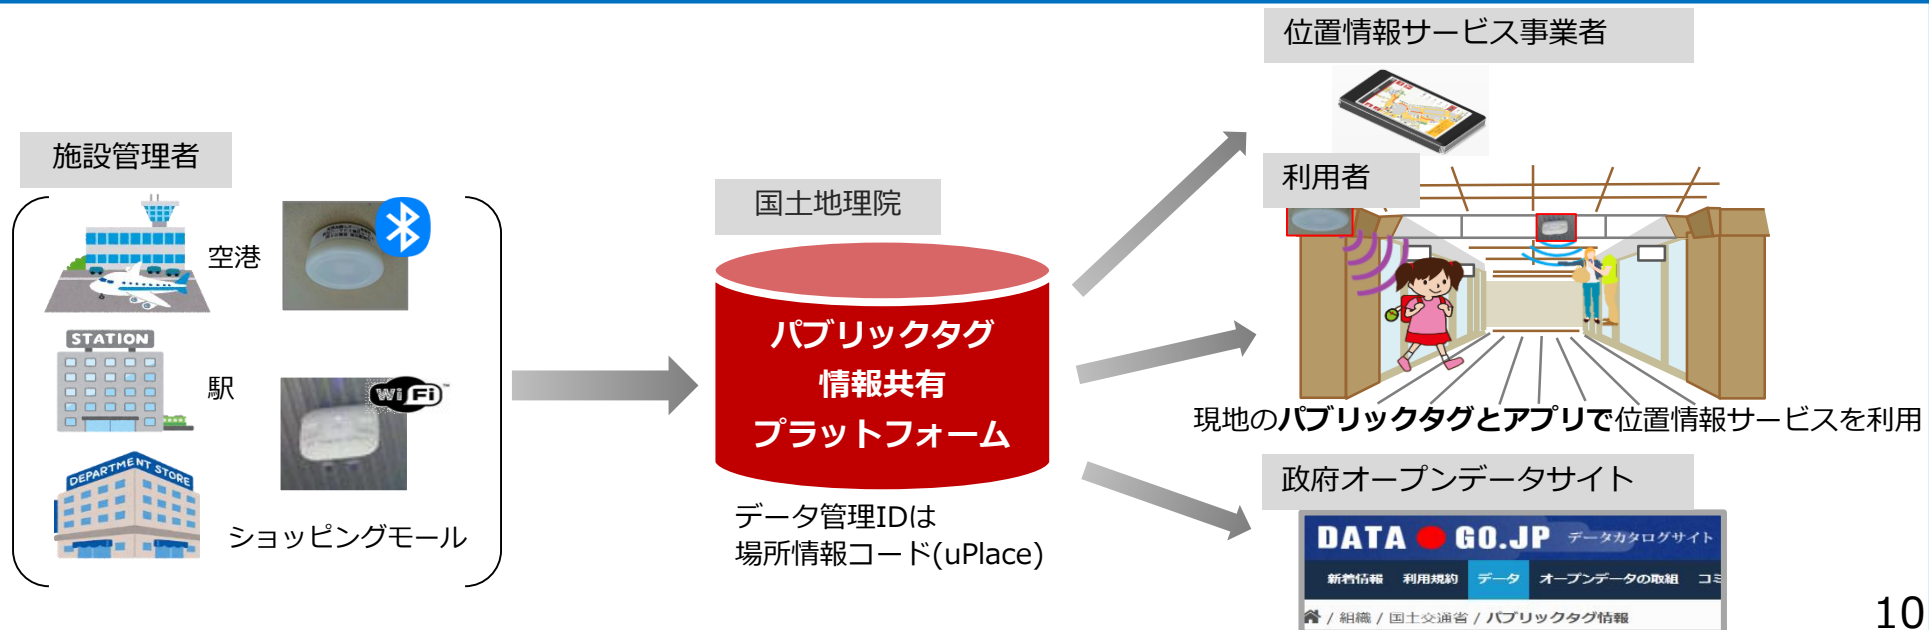 施設管理者
空港
STATION
駅
WiFi
DEPARTMENT STORE
ショッピングモール
国土地理院
パブリックタグ
情報共有
プラットフォーム
データ管理IDは
場所情報コード(uPlace)
位置情報サービス事業者
利用者
現地のパブリックタグとアプリで位置情報サービスを利用
政府オープンデータサイト
DATA GO.JP データカタログサイト
新着情報 利用規約 データ オープンデータの取組 コミ
/ 組織 / 国土交通省 / パブリックタグ情報
10